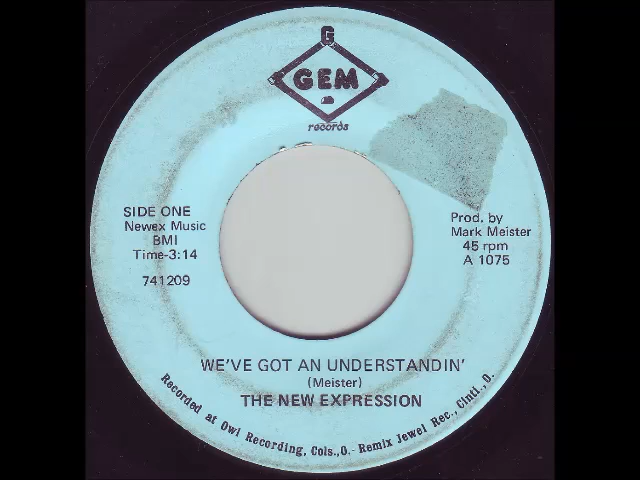 G
GEM
records
SIDE ONE
Newex Music
BMI
Time-3:14
741209
Prod. by
Mark Meister
45 rpm
A 1075
WE'VE GOT AN UNDERSTANDIN'
(Meister)
THE NEW EXPRESSION
Recorded at Owl Recording, Cols.,O.- Remix Jewel Rec., Cinti., O.